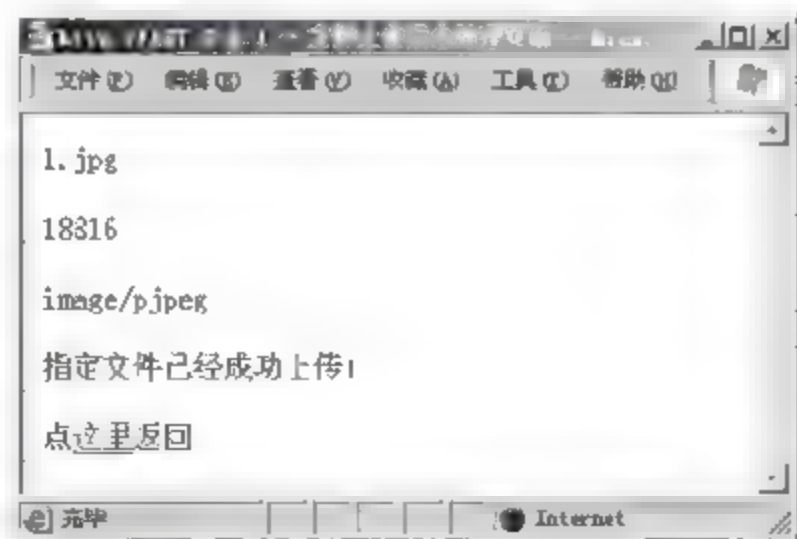 文件(F) 编辑(E) 查看(V) 收藏(A) 工具(T) 帮助(H)
1.jpg
18316
image/pjpeg
指定文件已经成功上传!
点这里返回
完毕 Internet